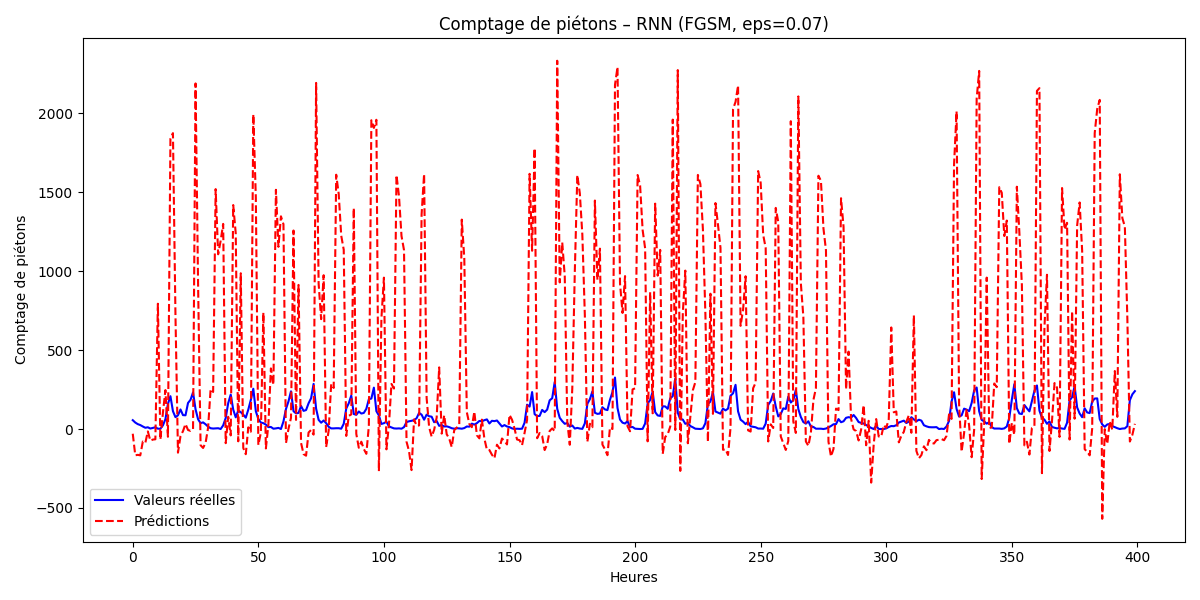 Comptage de piétons – RNN (FGSM, eps=0.07)
Comptage de piétons
2000
1500
1000
500
0
−500
Valeurs réelles
Prédictions
0 50 100 150 200 250 300 350 400
Heures